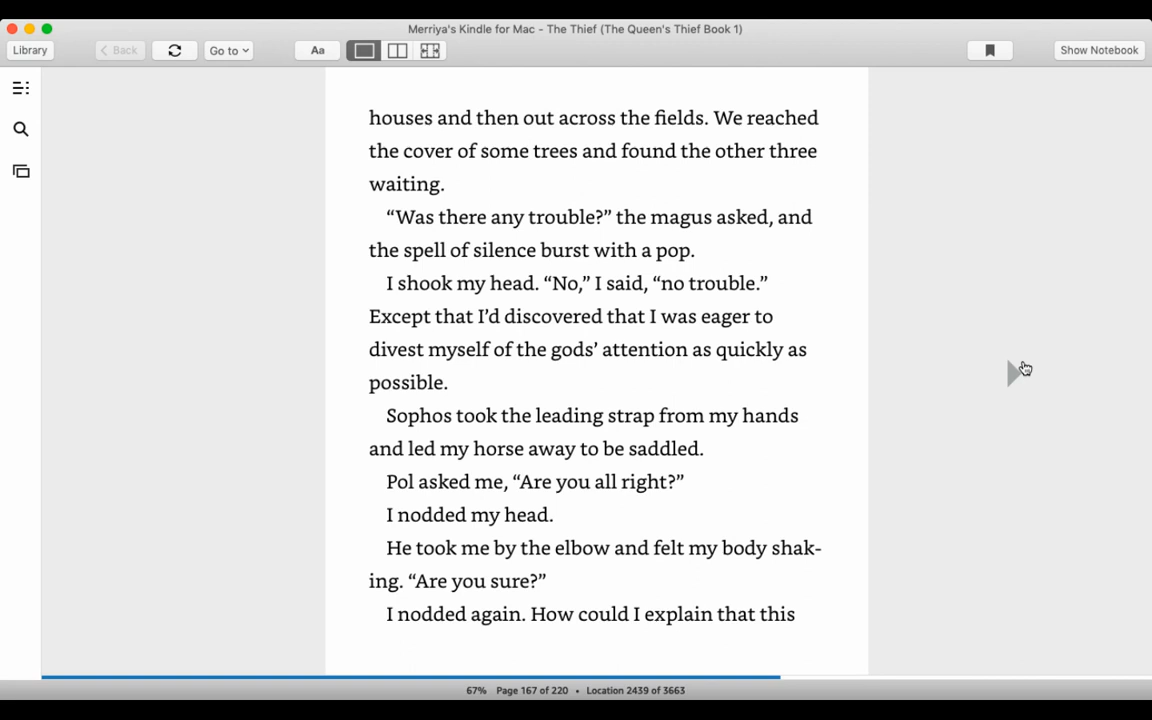 Merriya's Kindle for Mac - The Thief (The Queen's Thief Book 1)
Library
Back
Go to
Aa
Show Notebook
houses and then out across the fields. We reached
the cover of some trees and found the other three
waiting.
“Was there any trouble?” the magus asked, and
the spell of silence burst with a pop.
I shook my head. “No,” I said, “no trouble.”
Except that I’d discovered that I was eager to
divest myself of the gods’ attention as quickly as
possible.
Sophos took the leading strap from my hands
and led my horse away to be saddled.
Pol asked me, “Are you all right?”
I nodded my head.
He took me by the elbow and felt my body shak-
ing. “Are you sure?”
I nodded again. How could I explain that this
67% Page 167 of 220 • Location 2439 of 3663